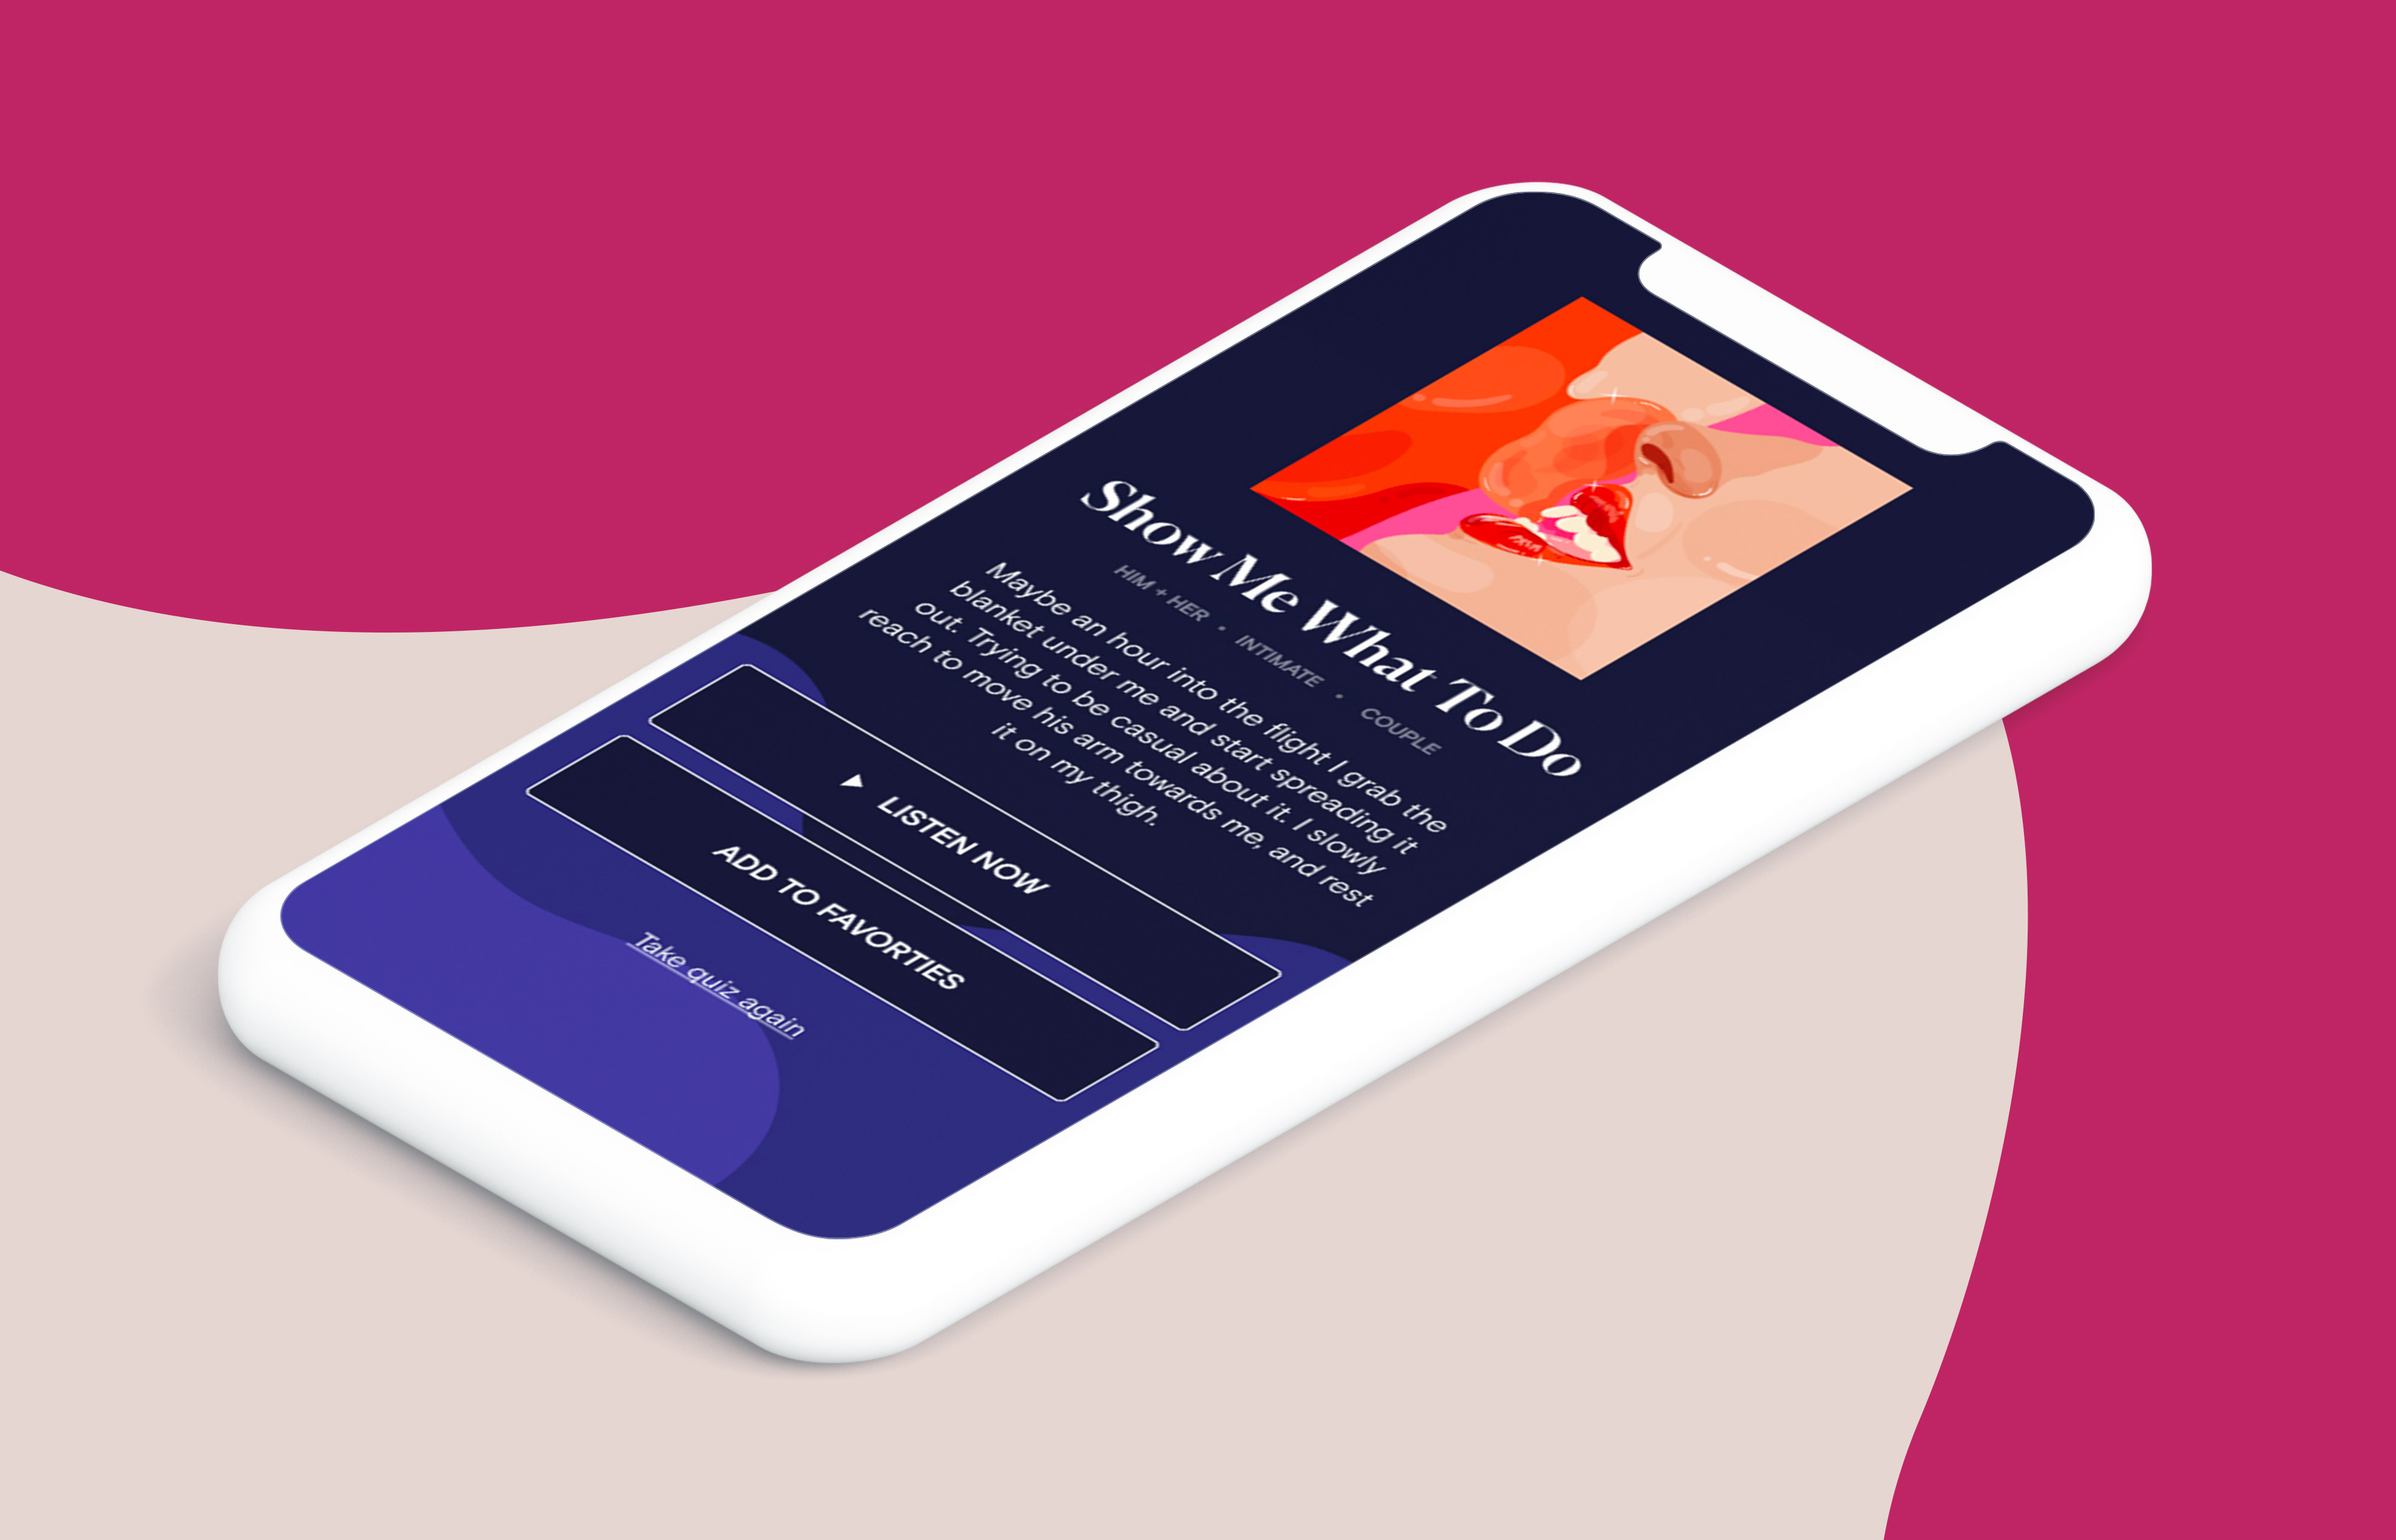 Show Me What To Do
HIM + HER • INTIMATE • COUPLE
Maybe an hour into the flight I grab the
blanket under me and start spreading it
out. Trying to be casual about it. I slowly
reach to move his arm towards me, and rest
it on my thigh.
▶ LISTEN NOW
ADD TO FAVORTIES
Take quiz again